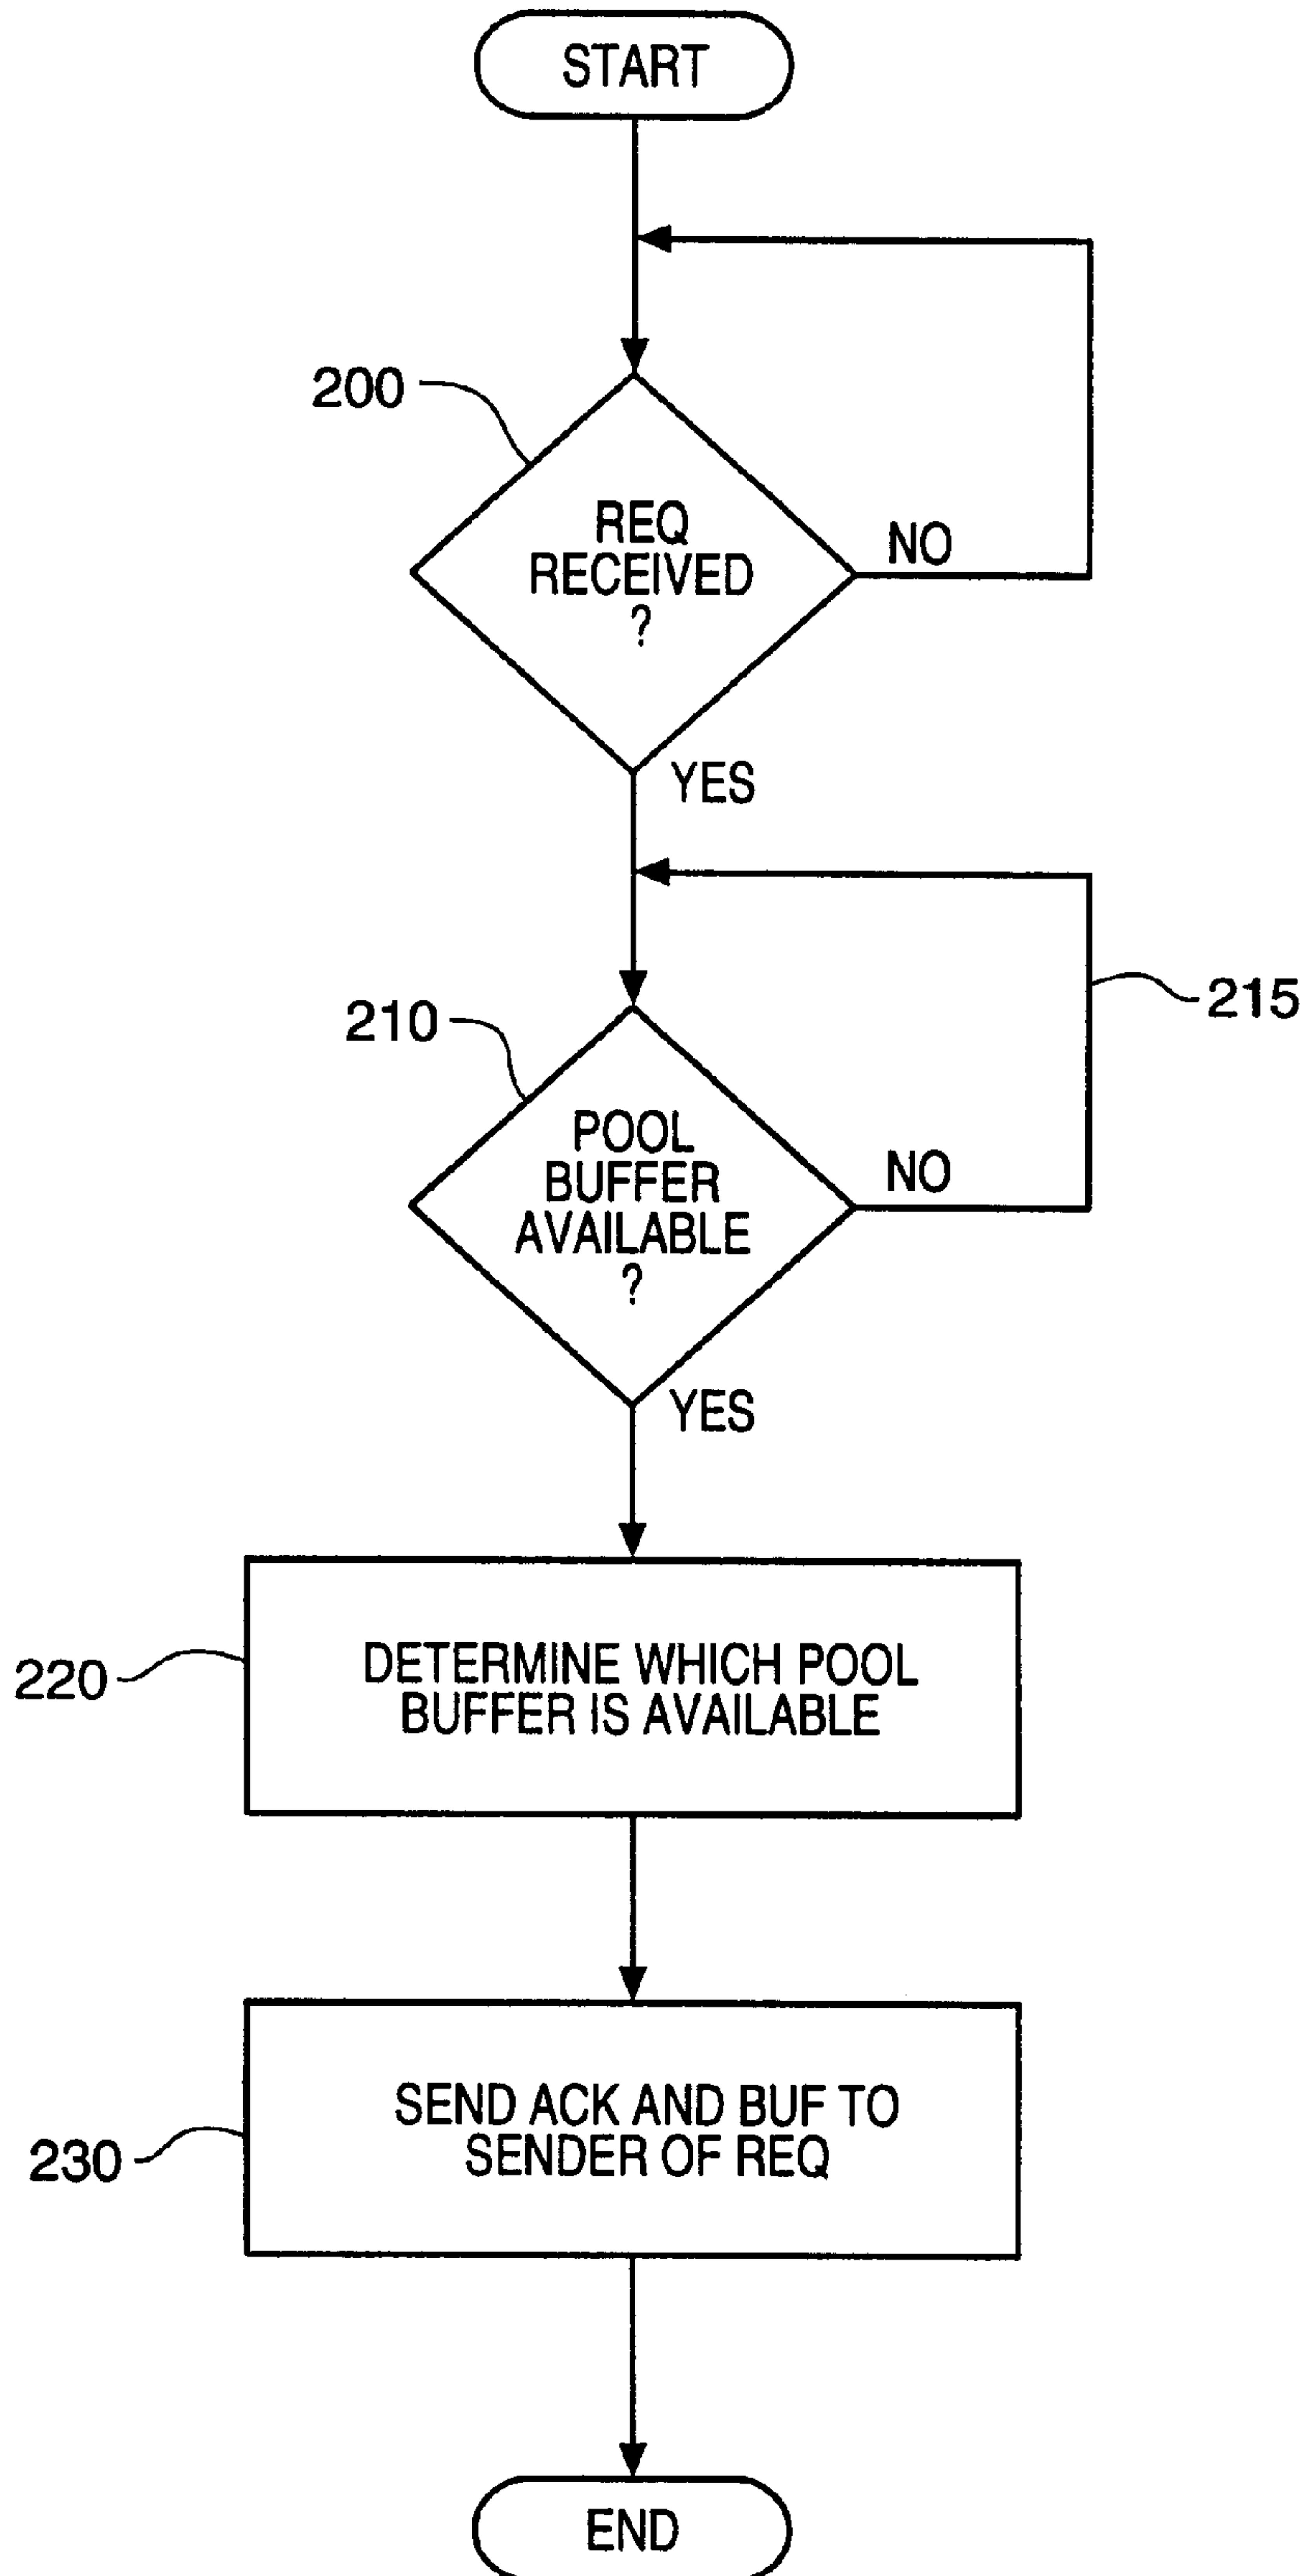 START
200
REQ
RECEIVED
?
NO
YES
215
210
POOL
BUFFER
AVAILABLE
?
NO
YES
220
DETERMINE WHICH POOL
BUFFER IS AVAILABLE
230
SEND ACK AND BUF TO
SENDER OF REQ
END